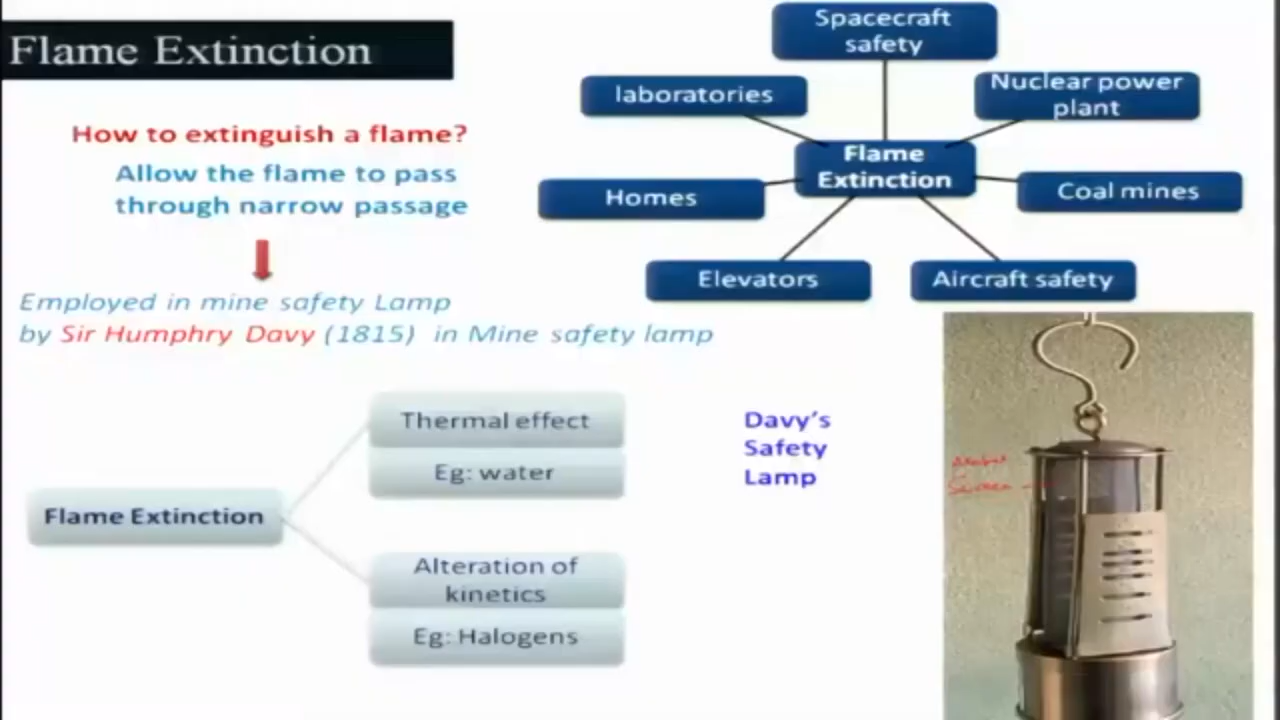 Flame Extinction
How to extinguish a flame?
Allow the flame to pass
through narrow passage
Employed in mine safety Lamp
by Sir Humphry Davy (1815) in Mine safety lamp
Spacecraft
safety
laboratories
Nuclear power
plant
Flame
Extinction
Homes
Coal mines
Elevators
Aircraft safety
Flame Extinction
Thermal effect
Eg: water
Alteration of
kinetics
Eg: Halogens
Davy's
Safety
Lamp